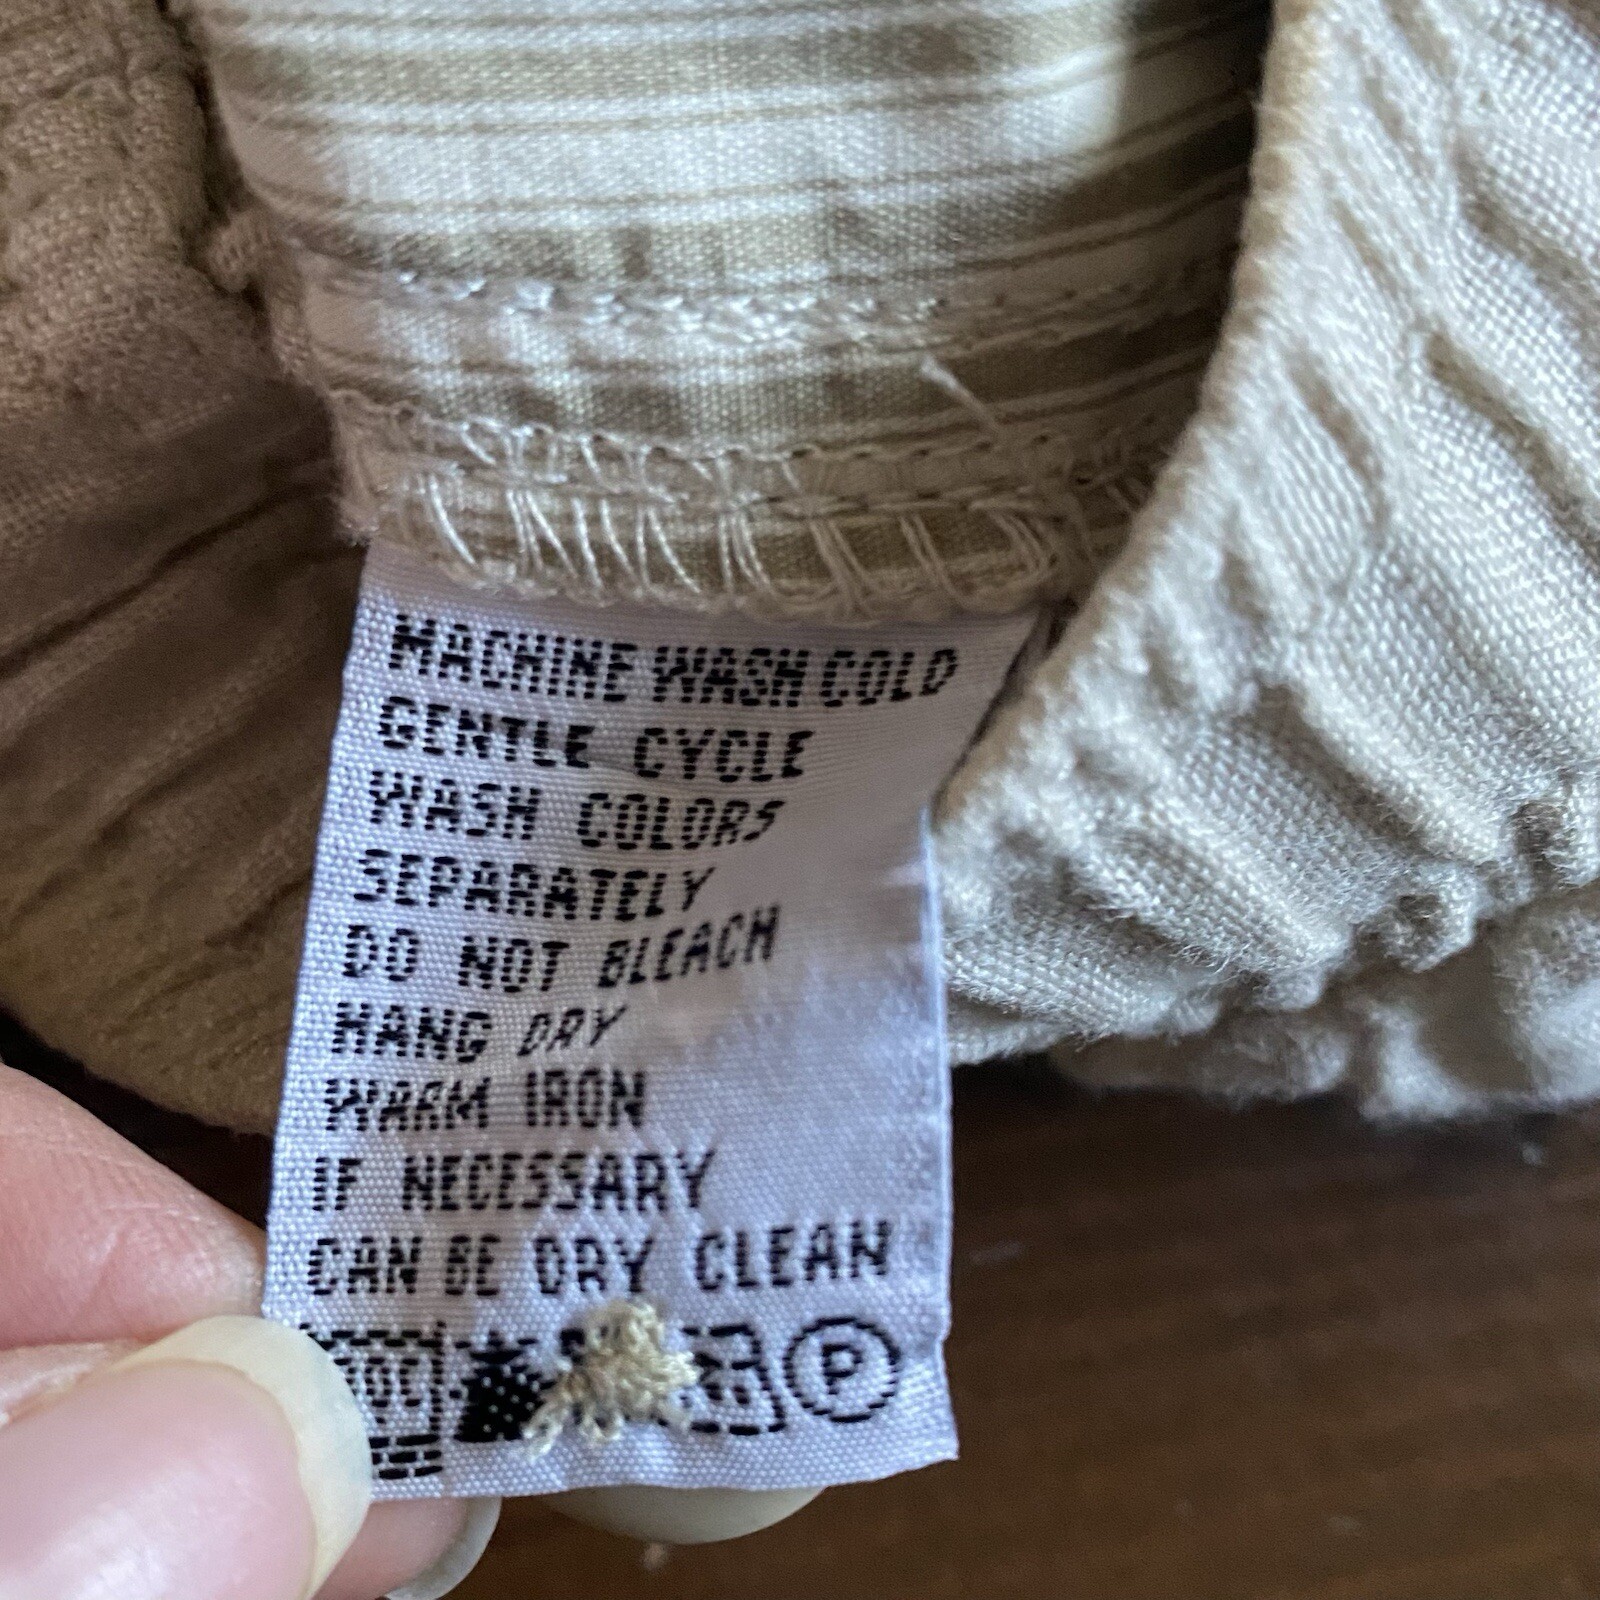 MACHINE WASH COLD
GENTLE CYCLE
WASH COLORS
SEPARATELY
DO NOT BLEACH
HANG DRY
WARM IRON
IF NECESSARY
CAN BE DRY CLEAN
P